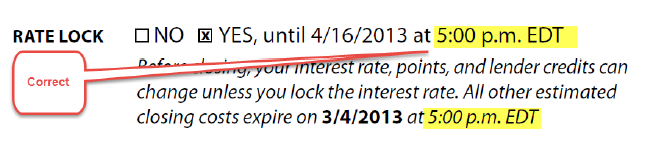 RATE LOCK ☐ NO ☒ YES, until 4/16/2013 at 5:00 p.m. EDT
Correct
Before closing, your interest rate, points, and lender credits can
change unless you lock the interest rate. All other estimated
closing costs expire on 3/4/2013 at 5:00 p.m. EDT